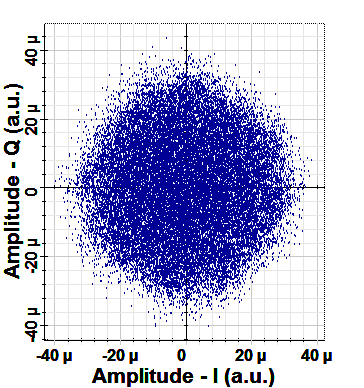 Amplitude - Q (a.u.)
40 µ
20 µ
0
-20 µ
-40 µ
-40 µ
-20 µ
0
20 µ
40 µ
Amplitude - I (a.u.)